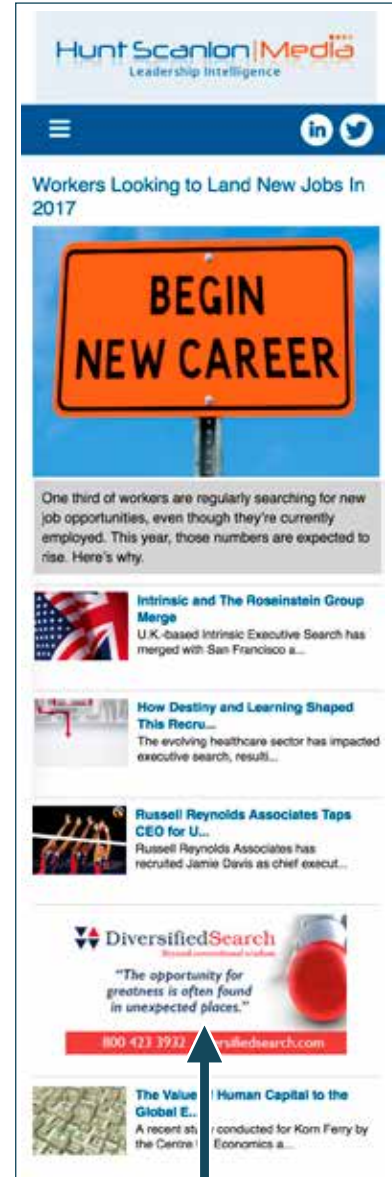 Hunt Scanlon|Media
Leadership Intelligence
in
Workers Looking to Land New Jobs In
2017
BEGIN
NEW CAREER
One third of workers are regularly searching for new
job opportunities, even though they're currently
employed. This year, those numbers are expected to
rise. Here's why.
Intrinsic and The Roseinstein Group
Merge
U.K.-based Intrinsic Executive Search has
merged with San Francisco a...
How Destiny and Learning Shaped
This Recru...
The evolving healthcare sector has impacted
executive search, resulti...
Russell Reynolds Associates Taps
CEO for U...
Russell Reynolds Associates has
recruited Jamie Davis as chief execut...
DiversifiedSearch
Beyond conventional wisdom
"The opportunity for
greatness is often found
in unexpected places."
800 423 3932 diversifiedsearch.com
The Value Human Capital to the
Global E...
A recent conducted for Korn Ferry by
the Centre Economics a...